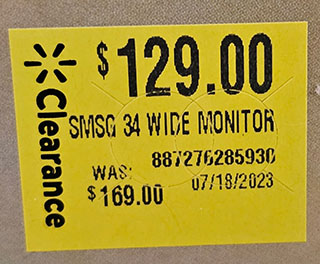 Clearance
$129.00
SMSG 34 WIDE MONITOR
887276285930
WAS:
07/18/2023
$169.00